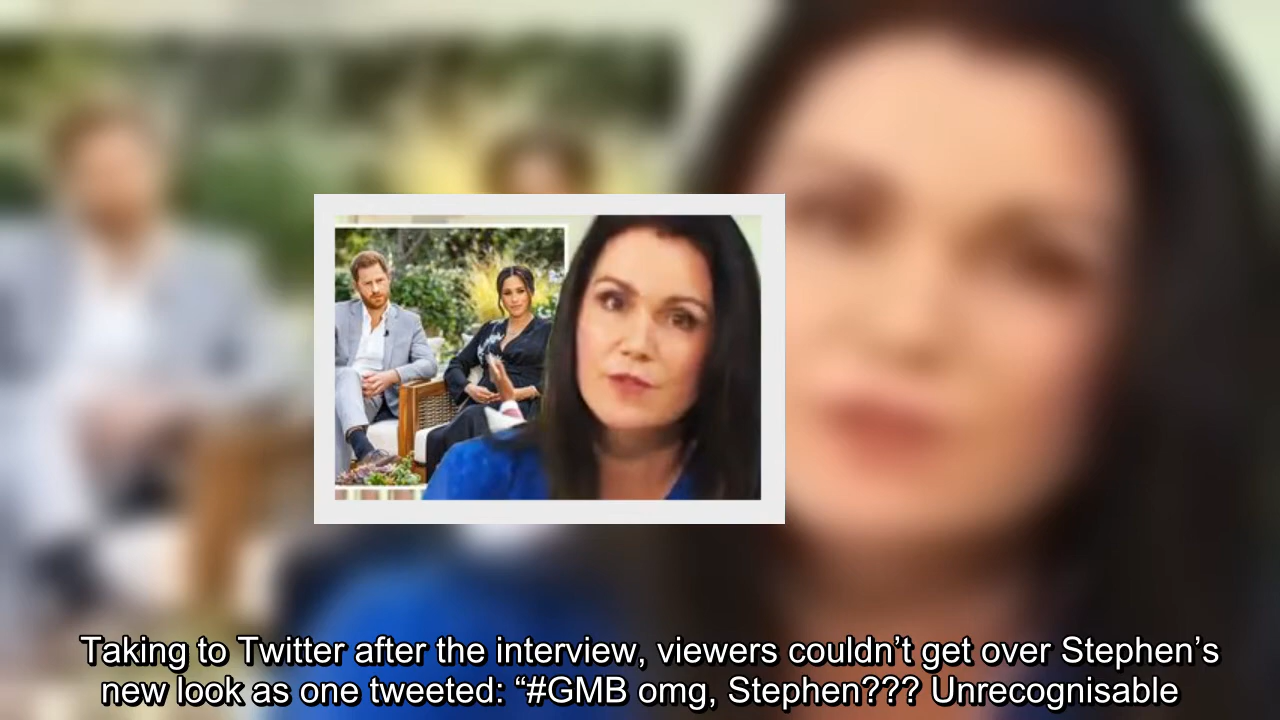 Taking to Twitter after the interview, viewers couldn’t get over Stephen’s
new look as one tweeted: “#GMB omg, Stephen??? Unrecognisable